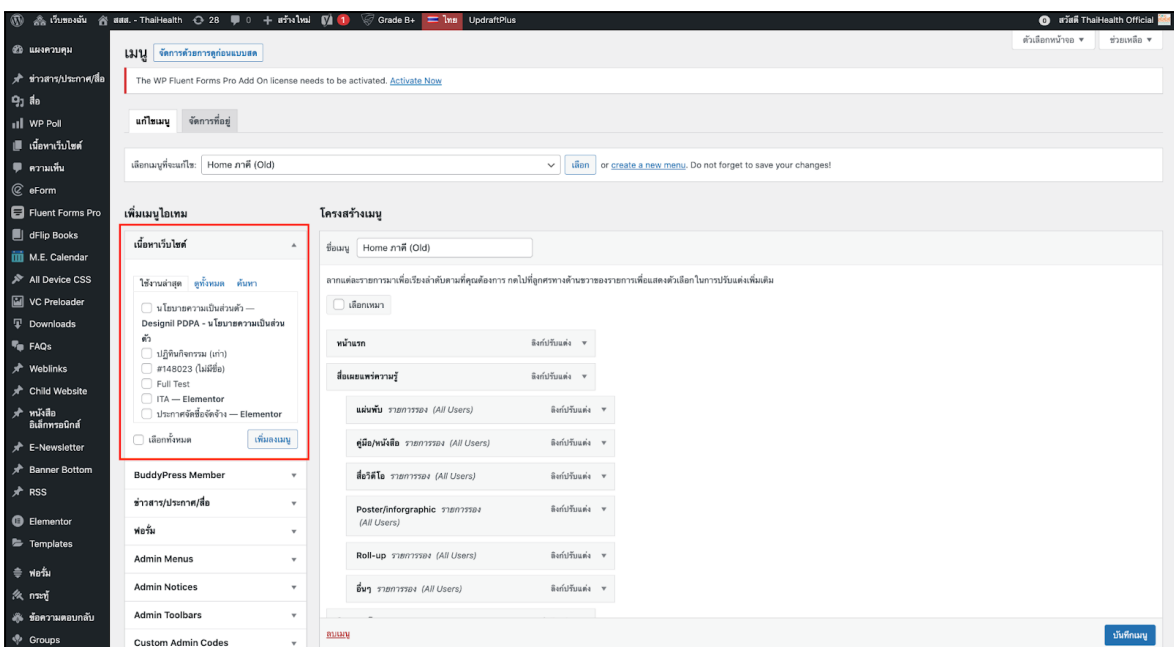 เว็บของฉัน สสส. - ThaiHealth 28 0 + สร้างใหม่ 1 Grade B+ ไทย UpdraftPlus 0 สวัสดี ThaiHealth Official
ตัวเลือกหน้าจอ ▼ ช่วยเหลือ ▼
แผงควบคุม
ข่าวสาร/ประกาศ/สื่อ
สื่อ
WP Poll
เนื้อหาเว็บไซต์
ความเห็น
eForm
Fluent Forms Pro
dFlip Books
M.E. Calendar
All Device CSS
VC Preloader
Downloads
FAQs
Weblinks
Child Website
หนังสือ
อิเล็กทรอนิกส์
E-Newsletter
Banner Bottom
RSS
Elementor
Templates
ฟอรั่ม
กระทู้
ข้อความตอบกลับ
Groups
เมนู จัดการด้วยการดูก่อนแบบสด
The WP Fluent Forms Pro Add On license needs to be activated. Activate Now
แก้ไขเมนู จัดการที่อยู่
เลือกเมนูที่จะแก้ไข: Home ภาคี (Old) เลือก or create a new menu. Do not forget to save your changes!
เพิ่มเมนูไอเทม
เนื้อหาเว็บไซต์
ใช้งานล่าสุด ดูทั้งหมด ค้นหา
นโยบายความเป็นส่วนตัว —
Designil PDPA - นโยบายความเป็นส่วน
ตัว
ปฏิทินกิจกรรม (เก่า)
#148023 (ไม่มีชื่อ)
Full Test
ITA — Elementor
ประกาศจัดซื้อจัดจ้าง — Elementor
เลือกทั้งหมด เพิ่มลงเมนู
BuddyPress Member
ข่าวสาร/ประกาศ/สื่อ
ฟอรั่ม
Admin Menus
Admin Notices
Admin Toolbars
Custom Admin Codes
โครงสร้างเมนู
ชื่อเมนู Home ภาคี (Old)
ลากแต่ละรายการมาเพื่อเรียงลำดับตามที่คุณต้องการ กดไปที่ลูกศรทางด้านขวาของรายการเพื่อแสดงตัวเลือกในการปรับแต่งเพิ่มเติม
เลือกเหมา
หน้าแรก ลิงก์ปรับแต่ง
สื่อเผยแพร่ความรู้ ลิงก์ปรับแต่ง
แผ่นพับ รายการรอง (All Users) ลิงก์ปรับแต่ง
คู่มือ/หนังสือ รายการรอง (All Users) ลิงก์ปรับแต่ง
สื่อวิดีโอ รายการรอง (All Users) ลิงก์ปรับแต่ง
Poster/inforgraphic รายการรอง ลิงก์ปรับแต่ง
(All Users)
Roll-up รายการรอง (All Users) ลิงก์ปรับแต่ง
อื่นๆ รายการรอง (All Users) ลิงก์ปรับแต่ง
ลบเมนู บันทึกเมนู